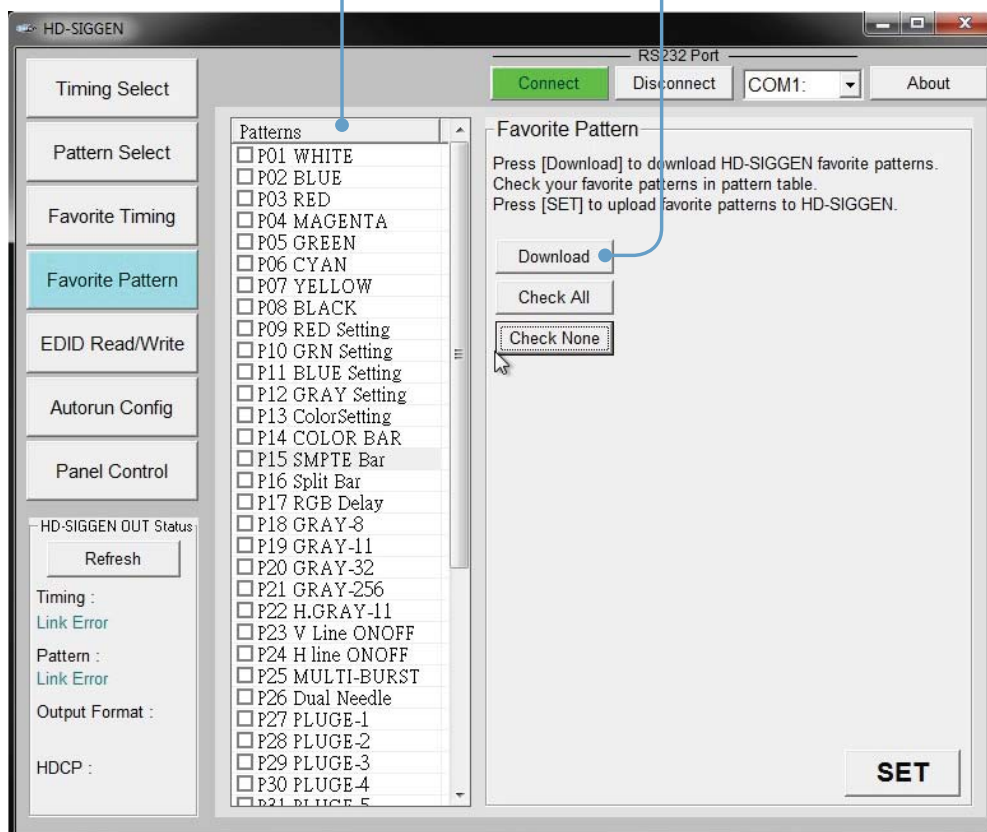 HD-SIGGEN
RS232 Port
Connect
Disconnect
COM1:
About
Timing Select
Pattern Select
Favorite Timing
Favorite Pattern
EDID Read/Write
Autorun Config
Panel Control
HD-SIGGEN OUT Status
Refresh
Timing :
Link Error
Pattern :
Link Error
Output Format :
HDCP :
Patterns
P01 WHITE
P02 BLUE
P03 RED
P04 MAGENTA
P05 GREEN
P06 CYAN
P07 YELLOW
P08 BLACK
P09 RED Setting
P10 GRN Setting
P11 BLUE Setting
P12 GRAY Setting
P13 ColorSetting
P14 COLOR BAR
P15 SMPTE Bar
P16 Split Bar
P17 RGB Delay
P18 GRAY-8
P19 GRAY-11
P20 GRAY-32
P21 GRAY-256
P22 H.GRAY-11
P23 V Line ONOFF
P24 H line ONOFF
P25 MULTI-BURST
P26 Dual Needle
P27 PLUGE-1
P28 PLUGE-2
P29 PLUGE-3
P30 PLUGE-4
P31 PLUGE-5
Favorite Pattern
Press [Download] to download HD-SIGGEN favorite patterns.
Check your favorite patterns in pattern table.
Press [SET] to upload favorite patterns to HD-SIGGEN.
Download
Check All
Check None
SET